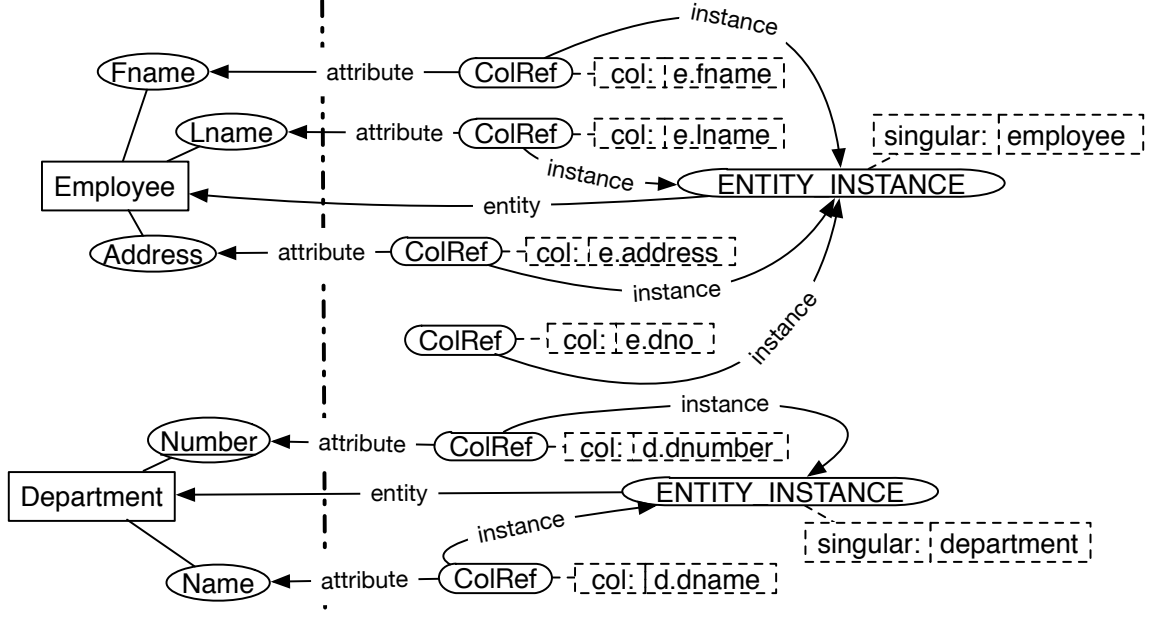 instance
Fname attribute ColRef col: e.fname
Lname attribute ColRef col: e.lname singular: employee
instance
Employee ENTITY_INSTANCE
entity
Address attribute ColRef col: e.address
instance
ColRef col: e.dno instance
instance
Number attribute ColRef col: d.dnumber
Department entity ENTITY_INSTANCE
instance
singular: department
Name attribute ColRef col: d.dname